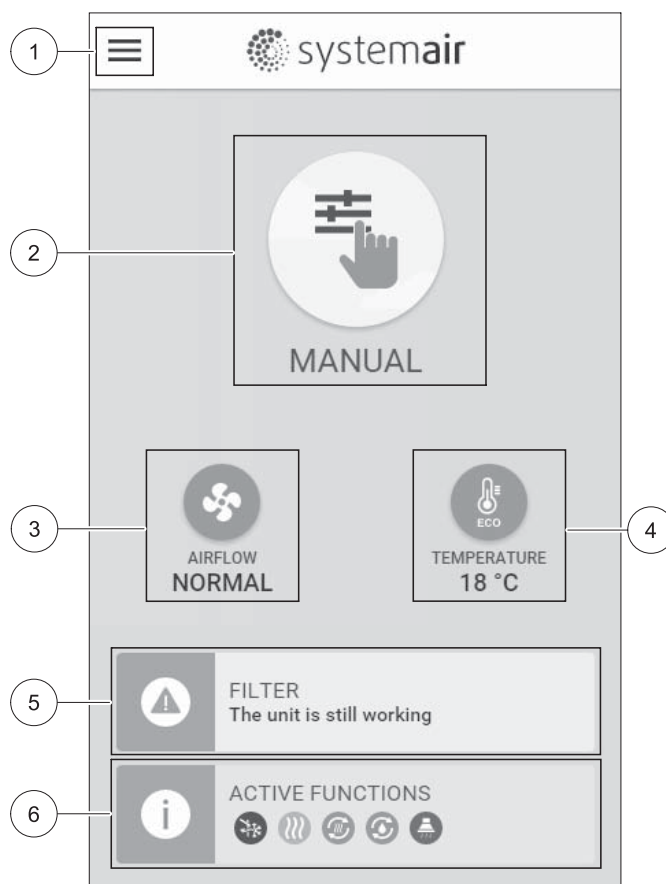 1
systemair
2
MANUAL
3
AIRFLOW
NORMAL
ECO
TEMPERATURE
18 °C
4
5
FILTER
The unit is still working
6
i
ACTIVE FUNCTIONS